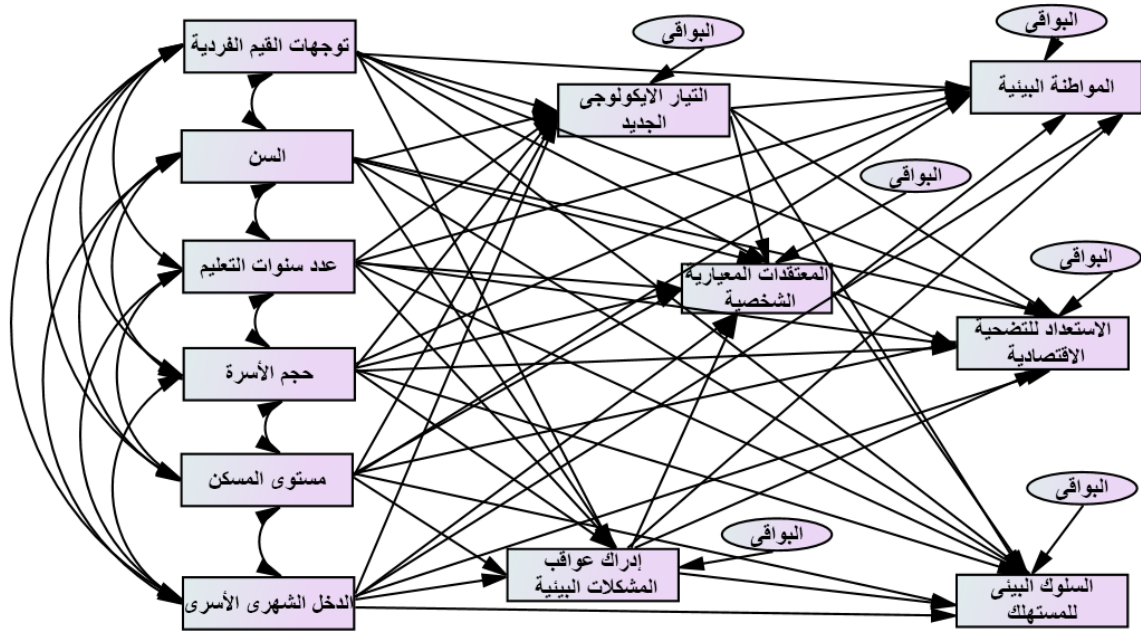 توجهات القيم الفردية
السن
عدد سنوات التعليم
حجم الأسرة
مستوى المسكن
الدخل الشهرى الأسرى
البواقى
التيار الايكولوجى
الجديد
البواقى
المعتقدات المعيارية
الشخصية
البواقى
إدراك عواقب
المشكلات البيئية
البواقى
المواطنة البيئية
البواقى
الاستعداد للتضحية
الاقتصادية
البواقى
السلوك البيئى
للمستهلك